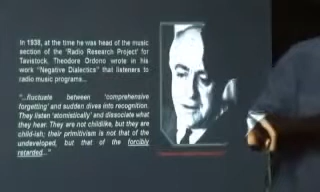 In 1938, at the time he was head of the music
section of the 'Radio Research Project' for
Tavistock, Theodore Ordono wrote in his
work "Negative Dialectics" that listeners to
radio music programs...
"...fluctuate between 'comprehensive
forgetting' and sudden dives into recognition.
They listen 'atomistically' and dissociate what
they hear. They are not childlike, but they are
child-ish; their primitivism is not that of the
undeveloped, but that of the forcibly
retarded..."